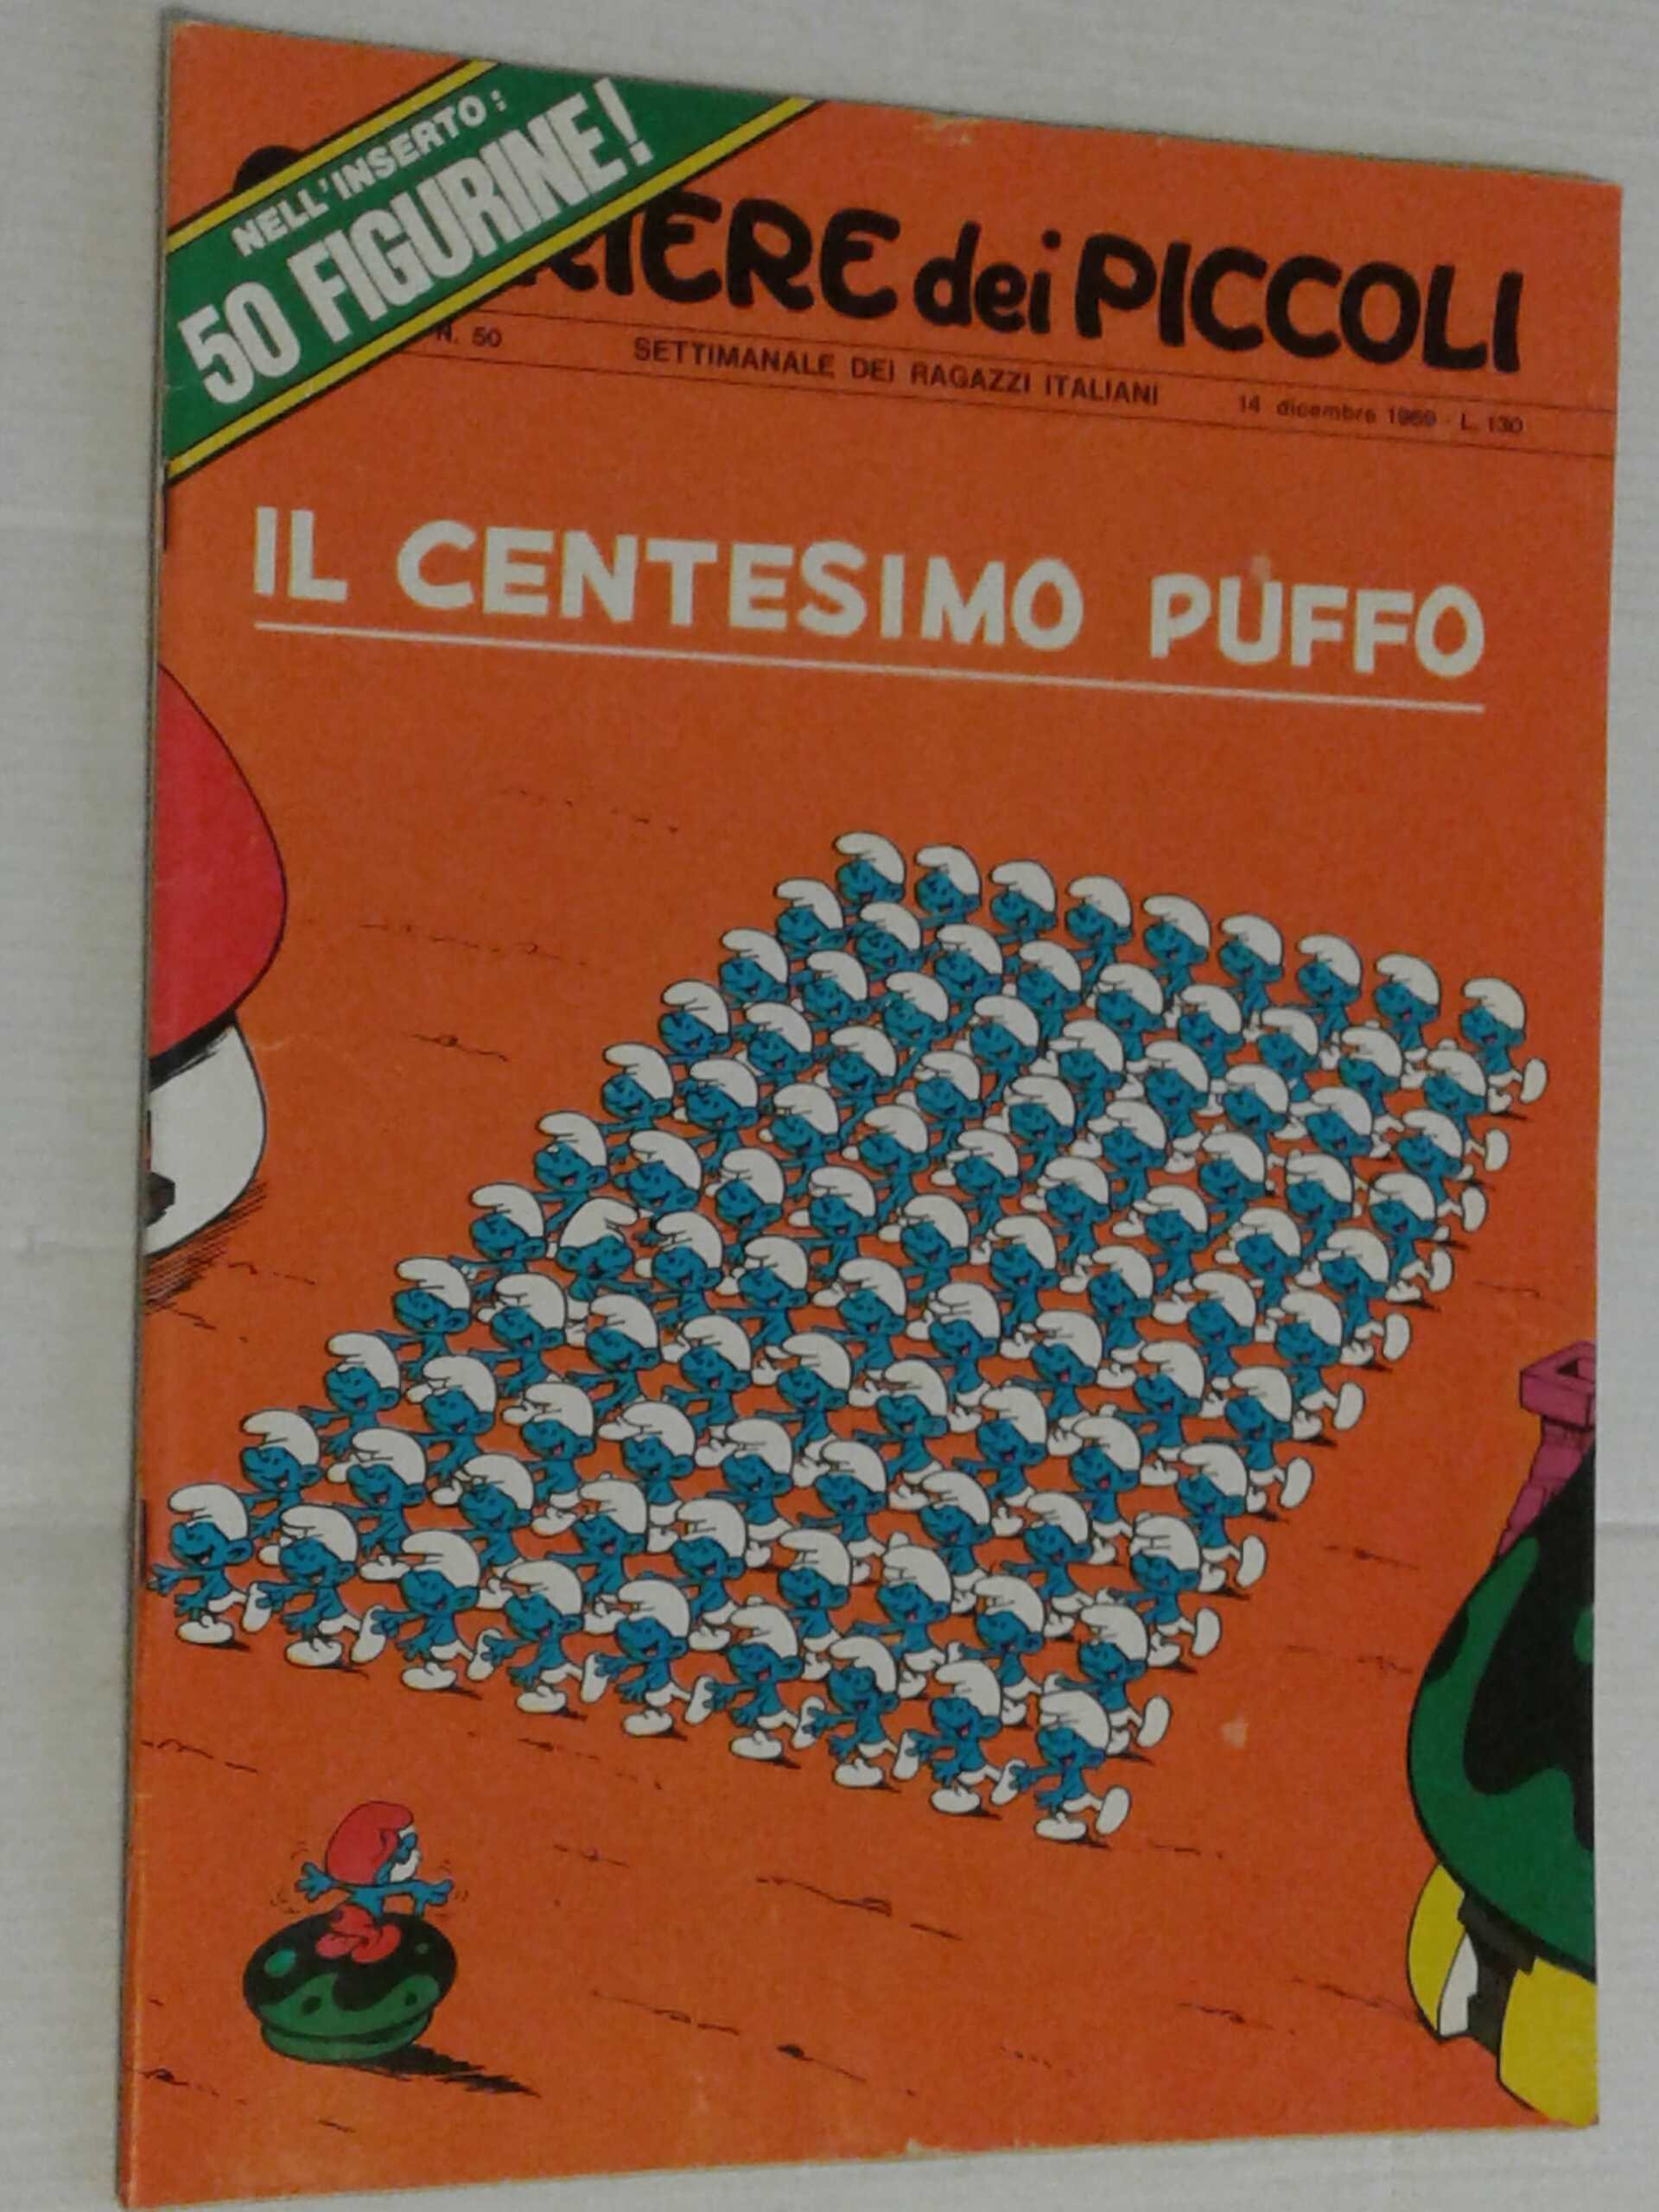 NELL'INSERTO:
50 FIGURINE!
RIERE dei PICCOLI
N. 50 SETTIMANALE DEI RAGAZZI ITALIANI 14 dicembre 1969 - L. 130
IL CENTESIMO PUFFO